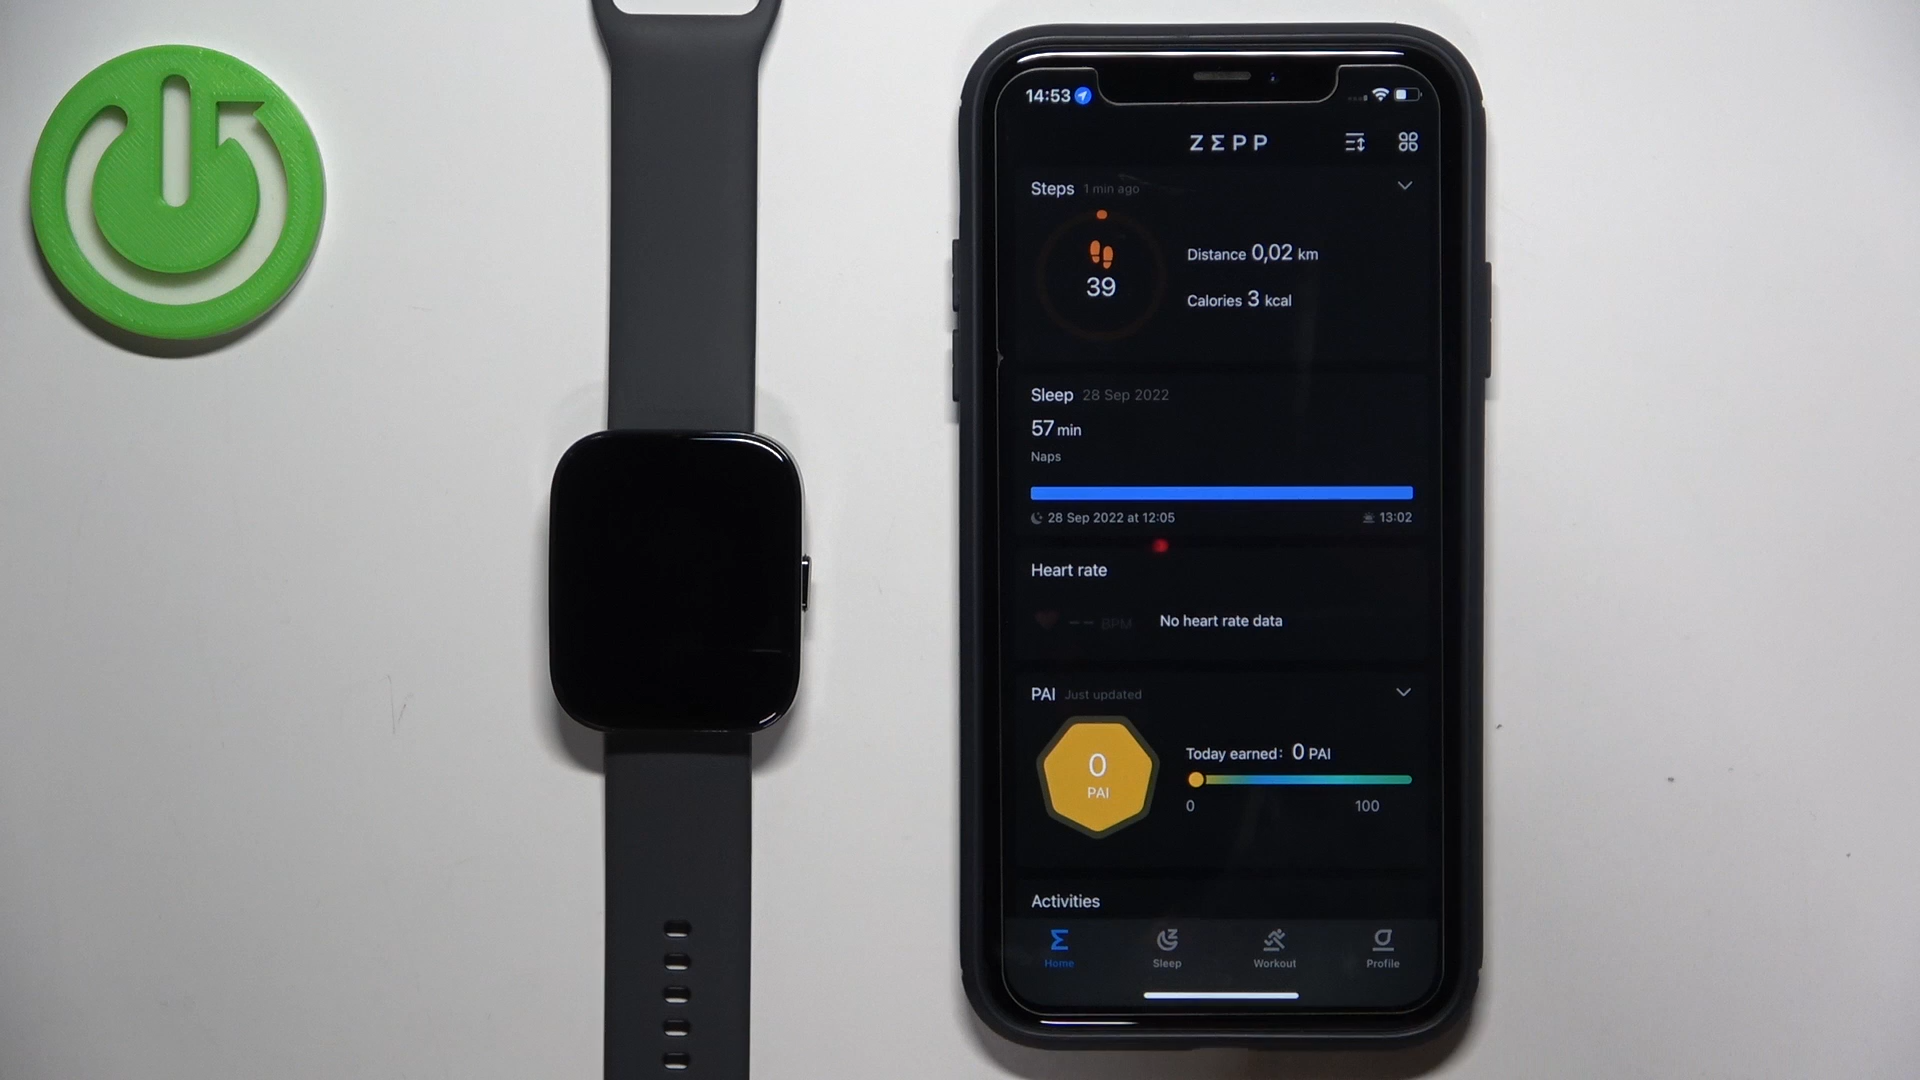 14:53
ZΣPP
Steps 1 min ago
39
Distance 0,02 km
Calories 3 kcal
Sleep 28 Sep 2022
57 min
Naps
28 Sep 2022 at 12:05
13:02
Heart rate
-- BPM No heart rate data
PAI Just updated
0
PAI
Today earned: 0 PAI
0 100
Activities
Home Sleep Workout Profile